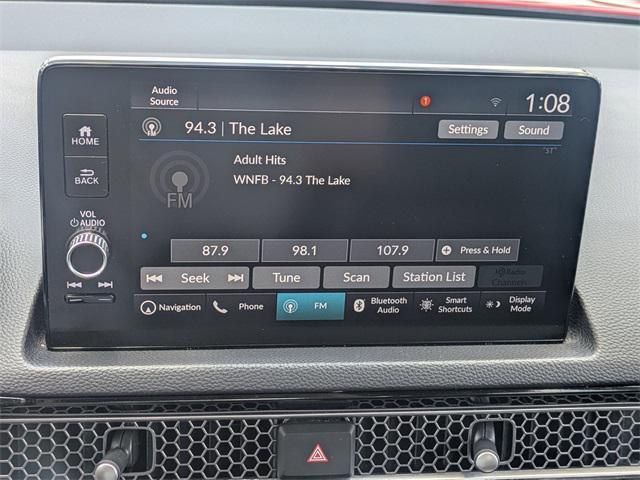 Audio
Source
1
1:08
94.3 | The Lake
Settings
Sound
"ST"
HOME
BACK
Adult Hits
WNFB - 94.3 The Lake
FM
VOL
AUDIO
87.9
98.1
107.9
Press & Hold
Seek
Tune
Scan
Station List
Radio
Channels
Navigation
Phone
FM
Bluetooth
Audio
Smart
Shortcuts
Display
Mode